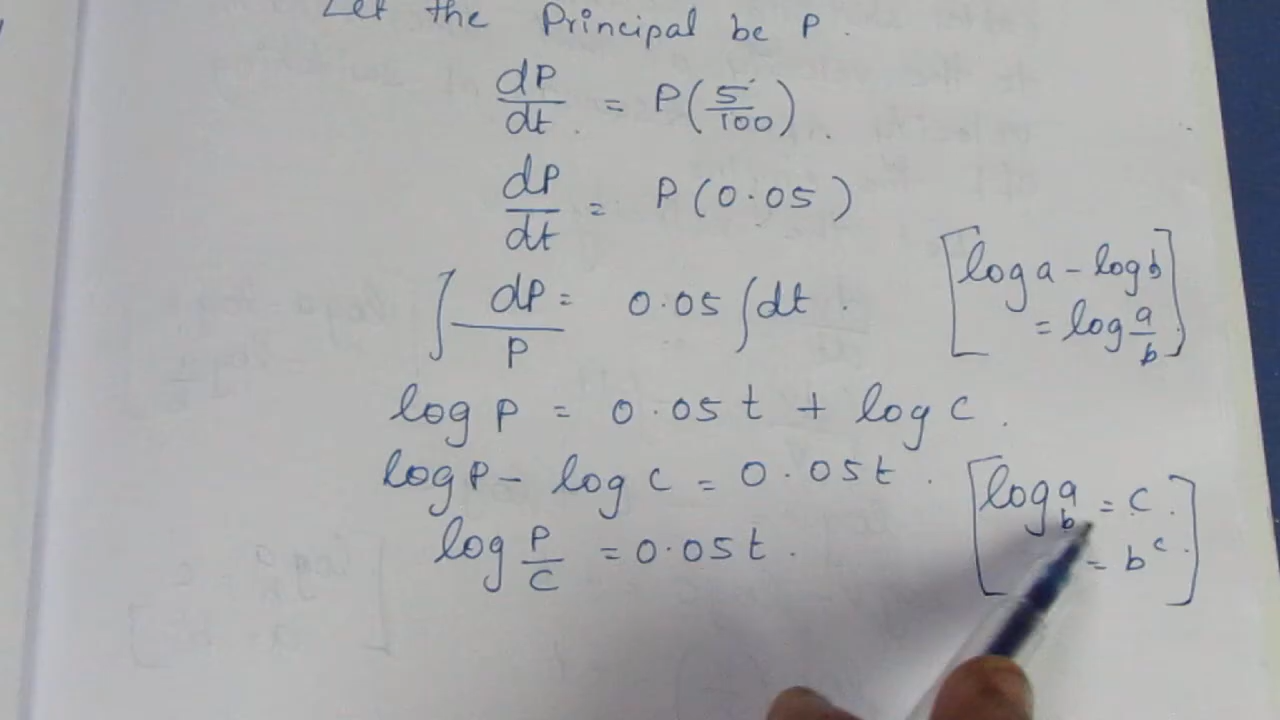 Let the Principal be P.
dP/dt = P(5/100).
dP/dt = P(0.05)
∫ dP/P = 0.05 ∫dt.
[log a - log b
= log a/b]
log P = 0.05t + log C.
log P - log C = 0.05t.
[log_b a = c.
= b^c.]
log P/C = 0.05t.